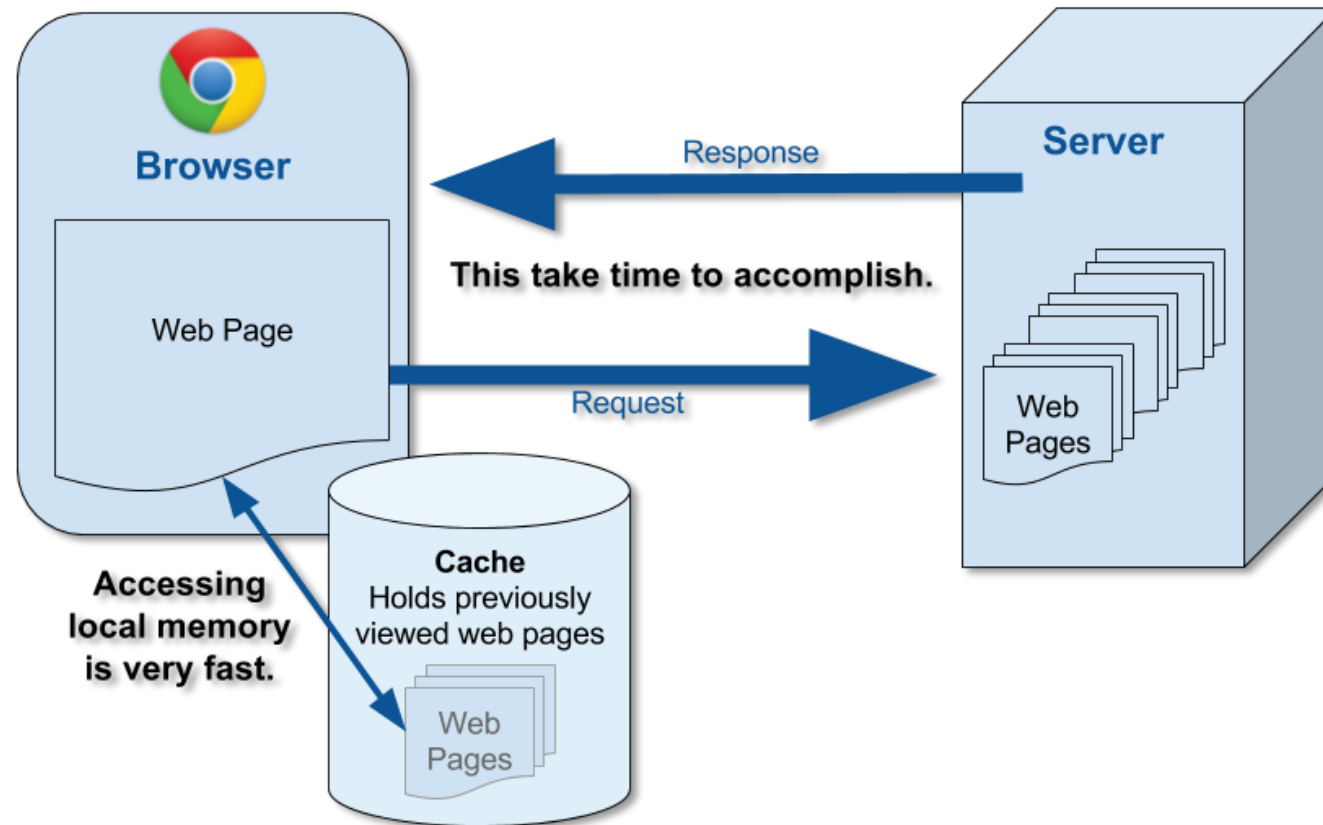 Browser
Web Page
Response
This take time to accomplish.
Request
Server
Web
Pages
Accessing
local memory
is very fast.
Cache
Holds previously
viewed web pages
Web
Pages